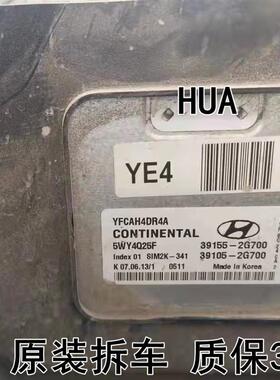 HUA
YE4
YFCAH4DR4A
CONTINENTAL
5WY4Q25F 39155-2G700
Index 01 SIM2K-341 39105-2G700
K 07.06.13/1 0511 Made in Korea
原装拆车 质保3